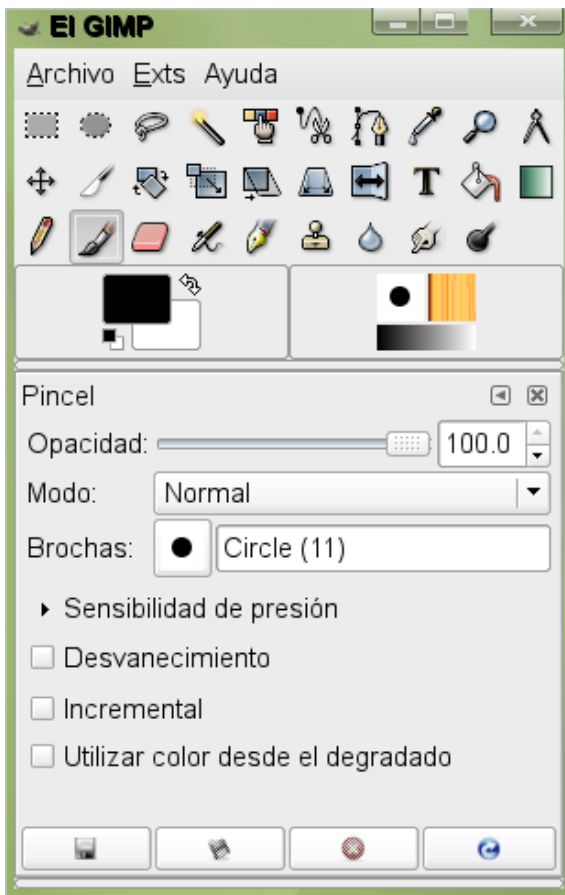 El GIMP
Archivo Exts Ayuda
T
Pincel
Opacidad: 100.0
Modo: Normal
Brochas: Circle (11)
Sensibilidad de presión
Desvanecimiento
Incremental
Utilizar color desde el degradado